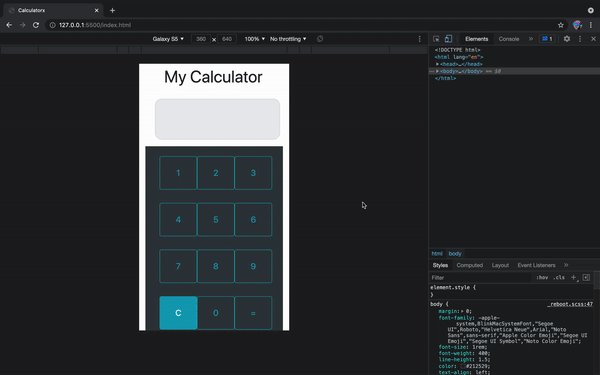 Calculatorx
127.0.0.1:5500/index.html
Galaxy S5 360 × 640 100% No throttling
My Calculator
1 2 3
4 5 6
7 8 9
C 0 =
Elements Console 1
<!DOCTYPE html>
<html lang="en">
<head>…</head>
<body>…</body> == $0
</html>
html body
Styles Computed Layout Event Listeners
Filter :hov .cls +
element.style {
}
body { _reboot.scss:47
margin: 0;
font-family: -apple-
system,BlinkMacSystemFont,"Segoe
UI",Roboto,"Helvetica Neue",Arial,"Noto
Sans",sans-serif,"Apple Color Emoji","Segoe UI
Emoji","Segoe UI Symbol","Noto Color Emoji";
font-size: 1rem;
font-weight: 400;
line-height: 1.5;
color: #212529;
text-align: left;